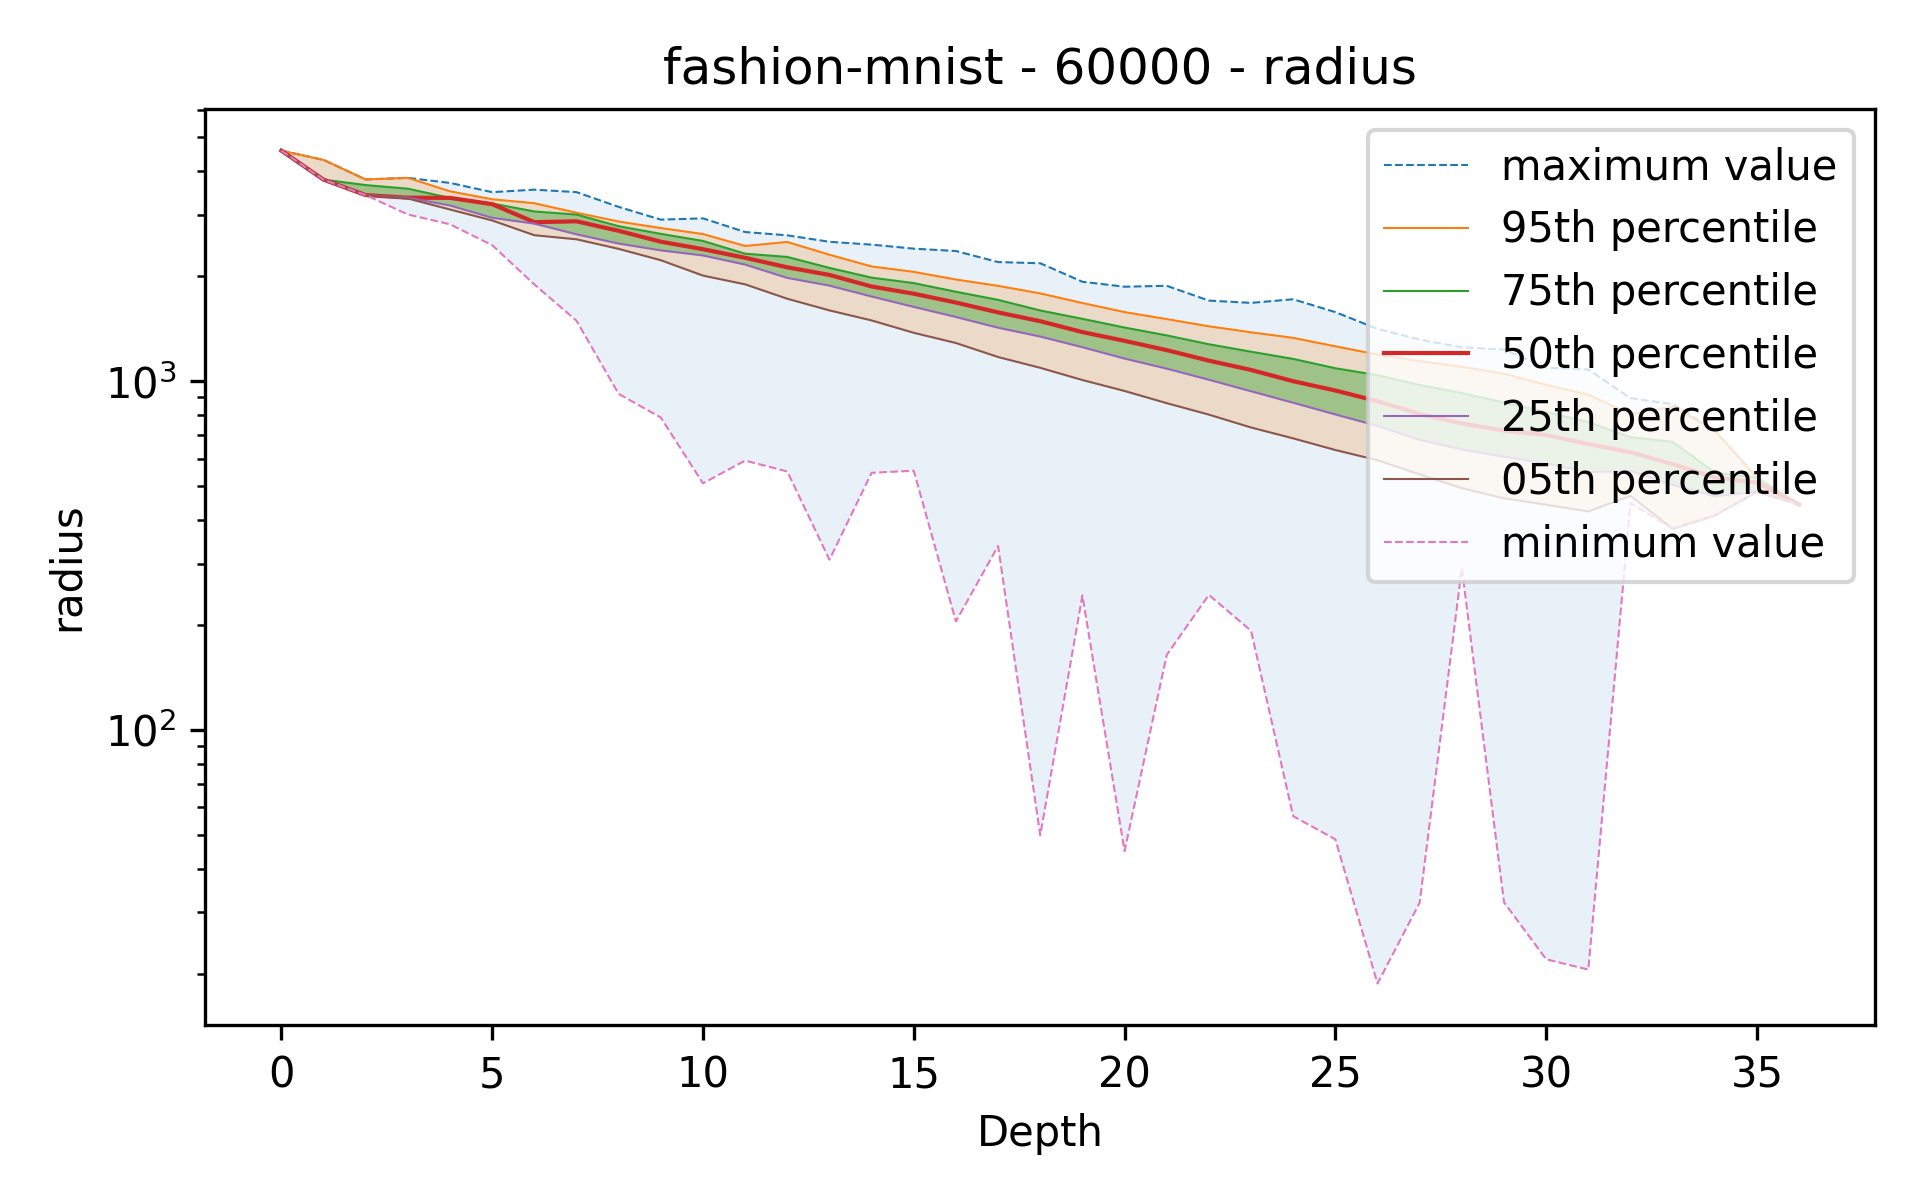 fashion-mnist - 60000 - radius
maximum value
95th percentile
75th percentile
50th percentile
25th percentile
05th percentile
minimum value
radius
10³
10²
0 5 10 15 20 25 30 35
Depth